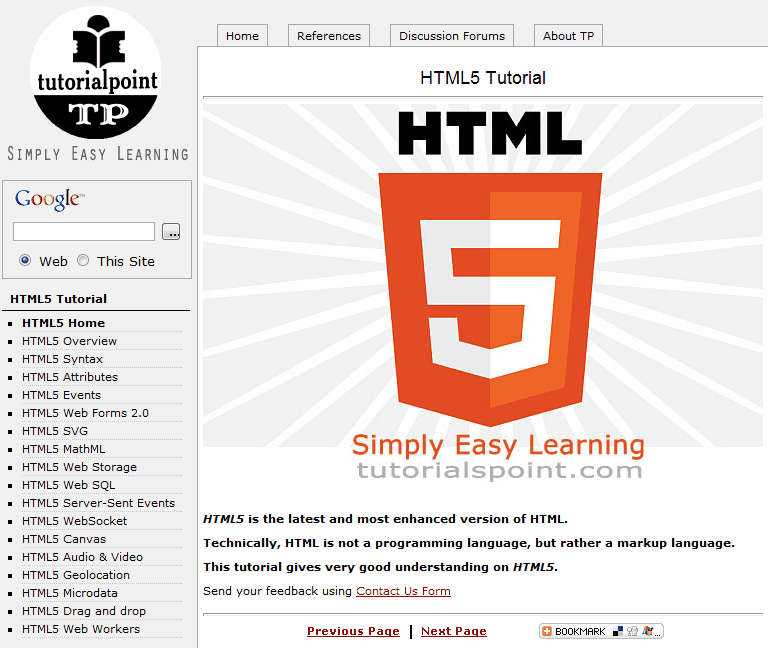 tutorialpoint
TP
SIMPLY EASY LEARNING
Home
References
Discussion Forums
About TP
Google™
...
Web
This Site
HTML5 Tutorial
HTML5 Home
HTML5 Overview
HTML5 Syntax
HTML5 Attributes
HTML5 Events
HTML5 Web Forms 2.0
HTML5 SVG
HTML5 MathML
HTML5 Web Storage
HTML5 Web SQL
HTML5 Server-Sent Events
HTML5 WebSocket
HTML5 Canvas
HTML5 Audio & Video
HTML5 Geolocation
HTML5 Microdata
HTML5 Drag and drop
HTML5 Web Workers
HTML5 Tutorial
HTML
5
Simply Easy Learning
tutorialspoint.com
HTML5 is the latest and most enhanced version of HTML.
Technically, HTML is not a programming language, but rather a markup language.
This tutorial gives very good understanding on HTML5.
Send your feedback using Contact Us Form
Previous Page | Next Page
BOOKMARK ...